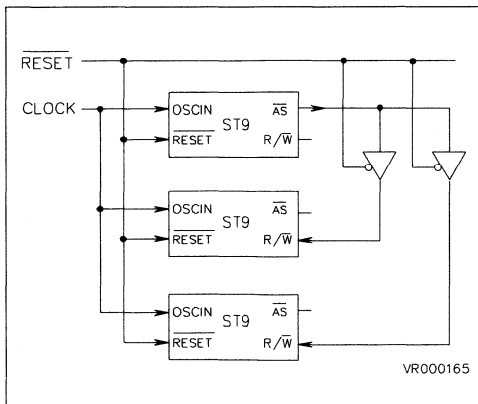 RESET
CLOCK
OSCIN AS
ST9
RESET R/W
OSCIN AS
ST9
RESET R/W
OSCIN AS
ST9
RESET R/W
VR000165